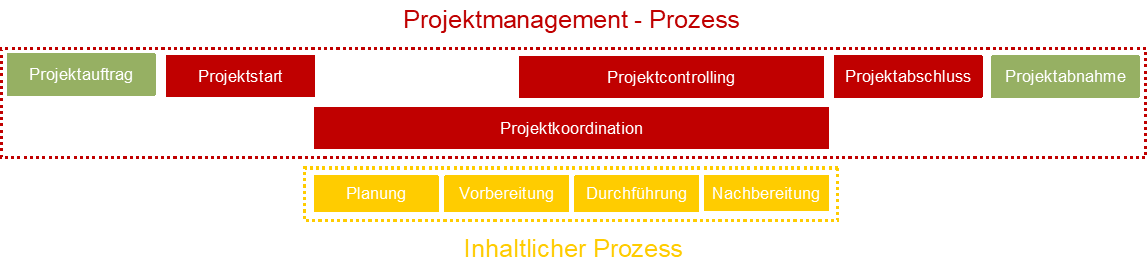 Projektmanagement - Prozess
Projektauftrag
Projektstart
Projektcontrolling
Projektabschluss
Projektabnahme
Projektkoordination
Planung
Vorbereitung
Durchführung
Nachbereitung
Inhaltlicher Prozess